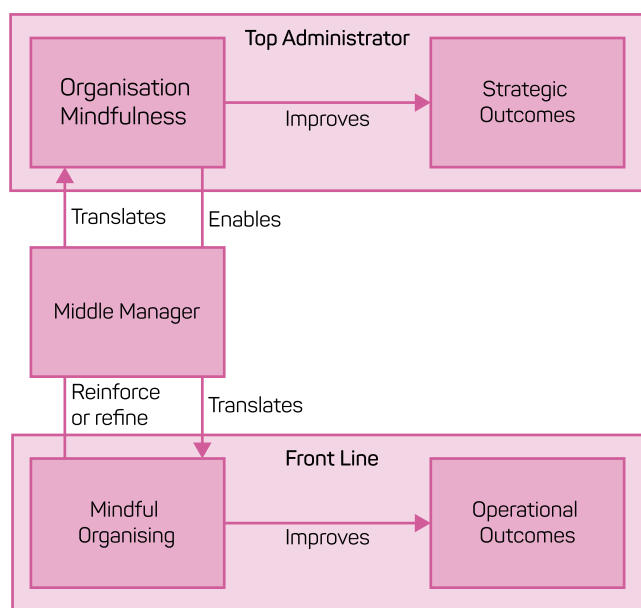 Top Administrator
Organisation
Mindfulness
Improves
Strategic
Outcomes
Translates
Enables
Middle Manager
Reinforce
or refine
Translates
Front Line
Mindful
Organising
Improves
Operational
Outcomes